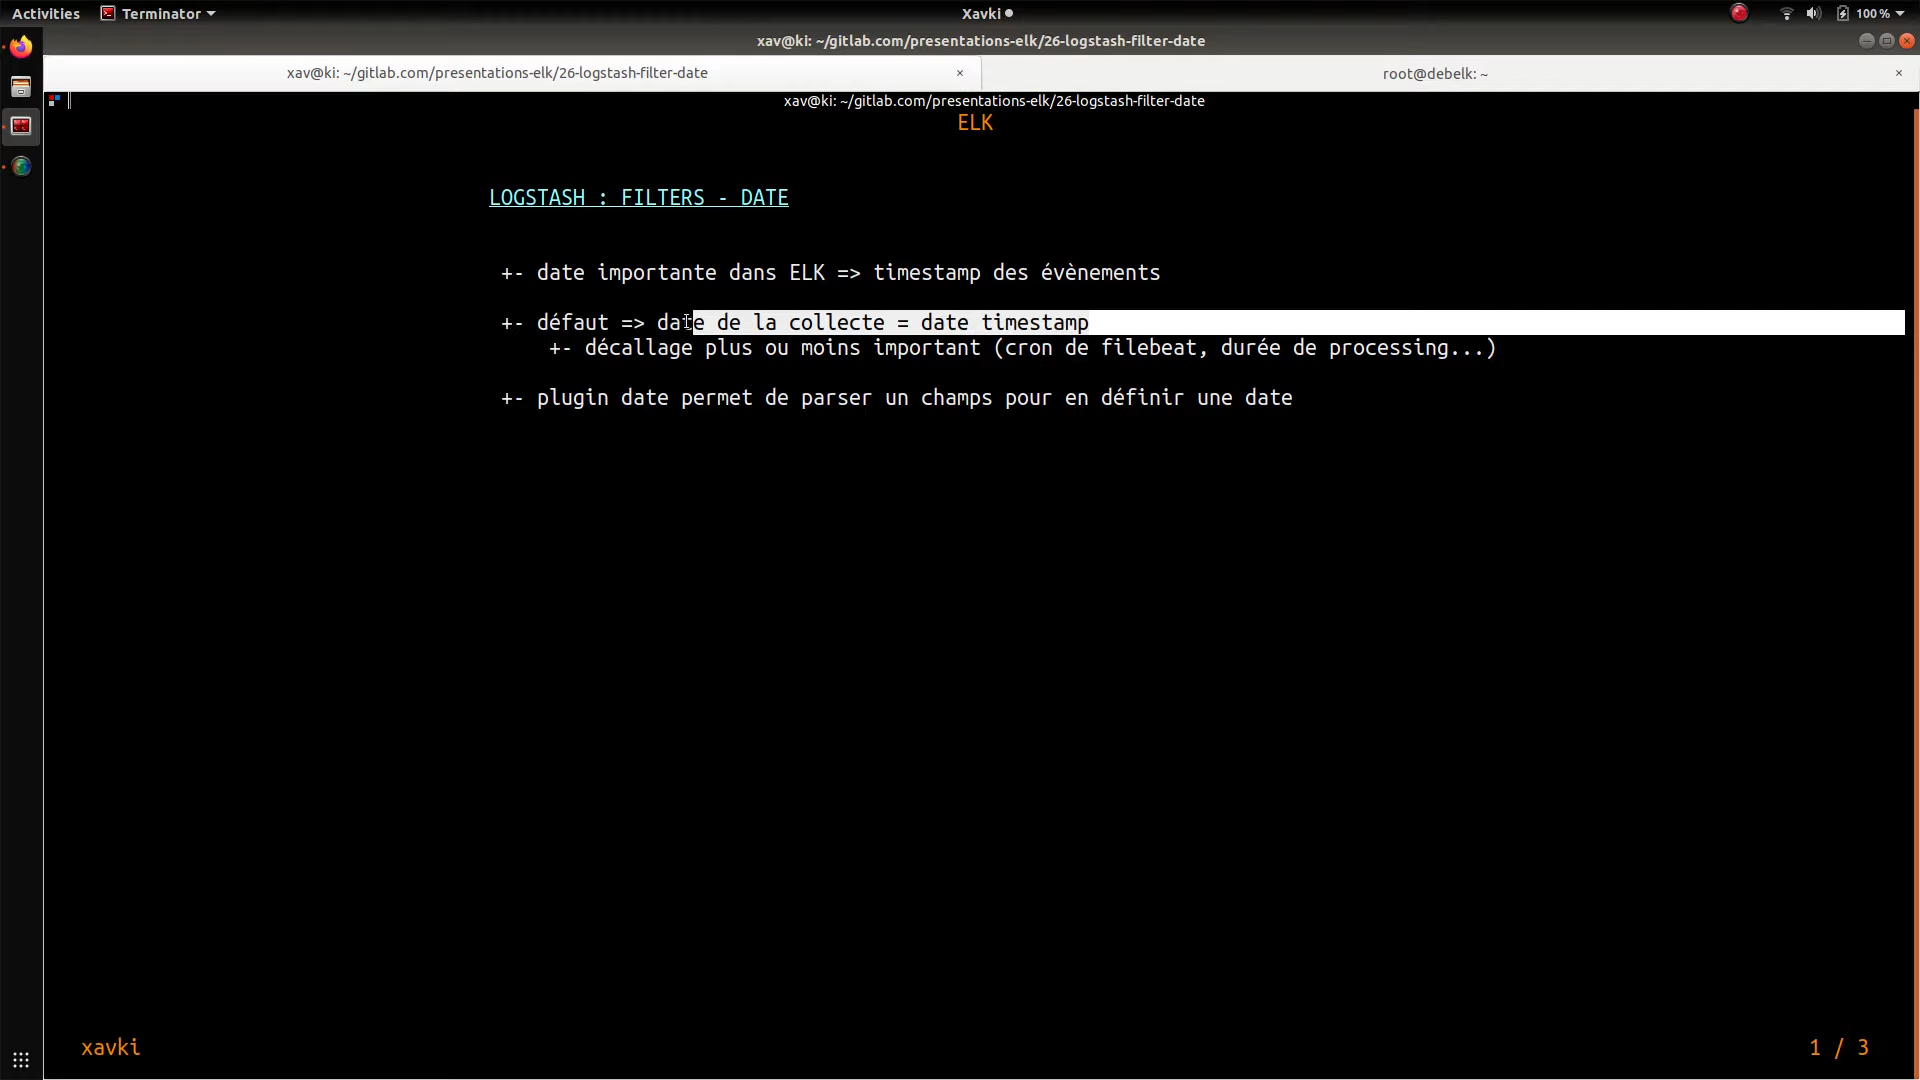 Activities Terminator Xavki 100 %
xav@ki: ~/gitlab.com/presentations-elk/26-logstash-filter-date
xav@ki: ~/gitlab.com/presentations-elk/26-logstash-filter-date × root@debelk: ~ ×
xav@ki: ~/gitlab.com/presentations-elk/26-logstash-filter-date
ELK
LOGSTASH : FILTERS - DATE
+- date importante dans ELK => timestamp des évènements
+- défaut => date de la collecte = date timestamp
+- décallage plus ou moins important (cron de filebeat, durée de processing...)
+- plugin date permet de parser un champs pour en définir une date
xavki 1 / 3